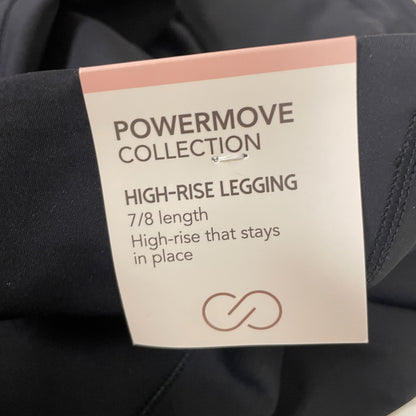 POWERMOVE
COLLECTION
HIGH-RISE LEGGING
7/8 length
High-rise that stays
in place